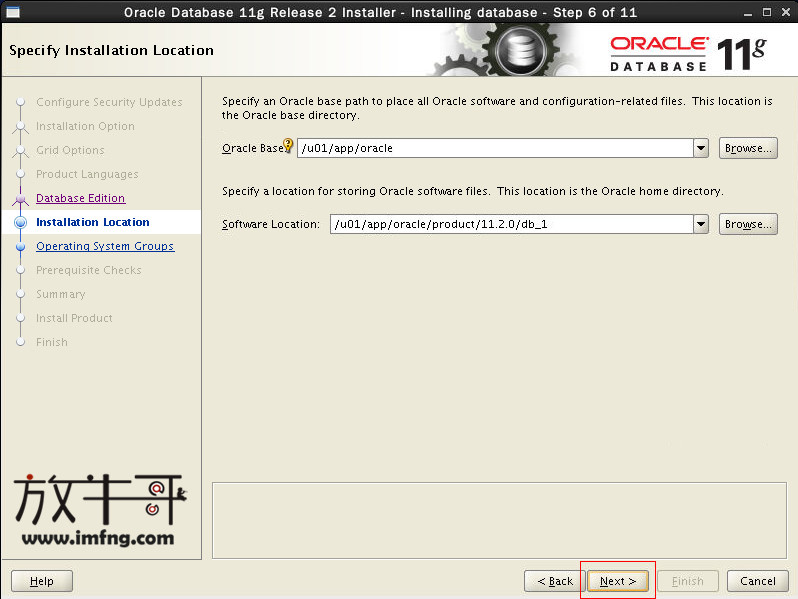 Oracle Database 11g Release 2 Installer - Installing database - Step 6 of 11
Specify Installation Location
ORACLE
DATABASE
11g
Configure Security Updates
Installation Option
Grid Options
Product Languages
Database Edition
Installation Location
Operating System Groups
Prerequisite Checks
Summary
Install Product
Finish
Specify an Oracle base path to place all Oracle software and configuration-related files. This location is
the Oracle base directory.
Oracle Base:
/u01/app/oracle
Browse...
Specify a location for storing Oracle software files. This location is the Oracle home directory.
Software Location:
/u01/app/oracle/product/11.2.0/db_1
Browse...
放牛哥
www.imfng.com
Help
< Back
Next >
Finish
Cancel